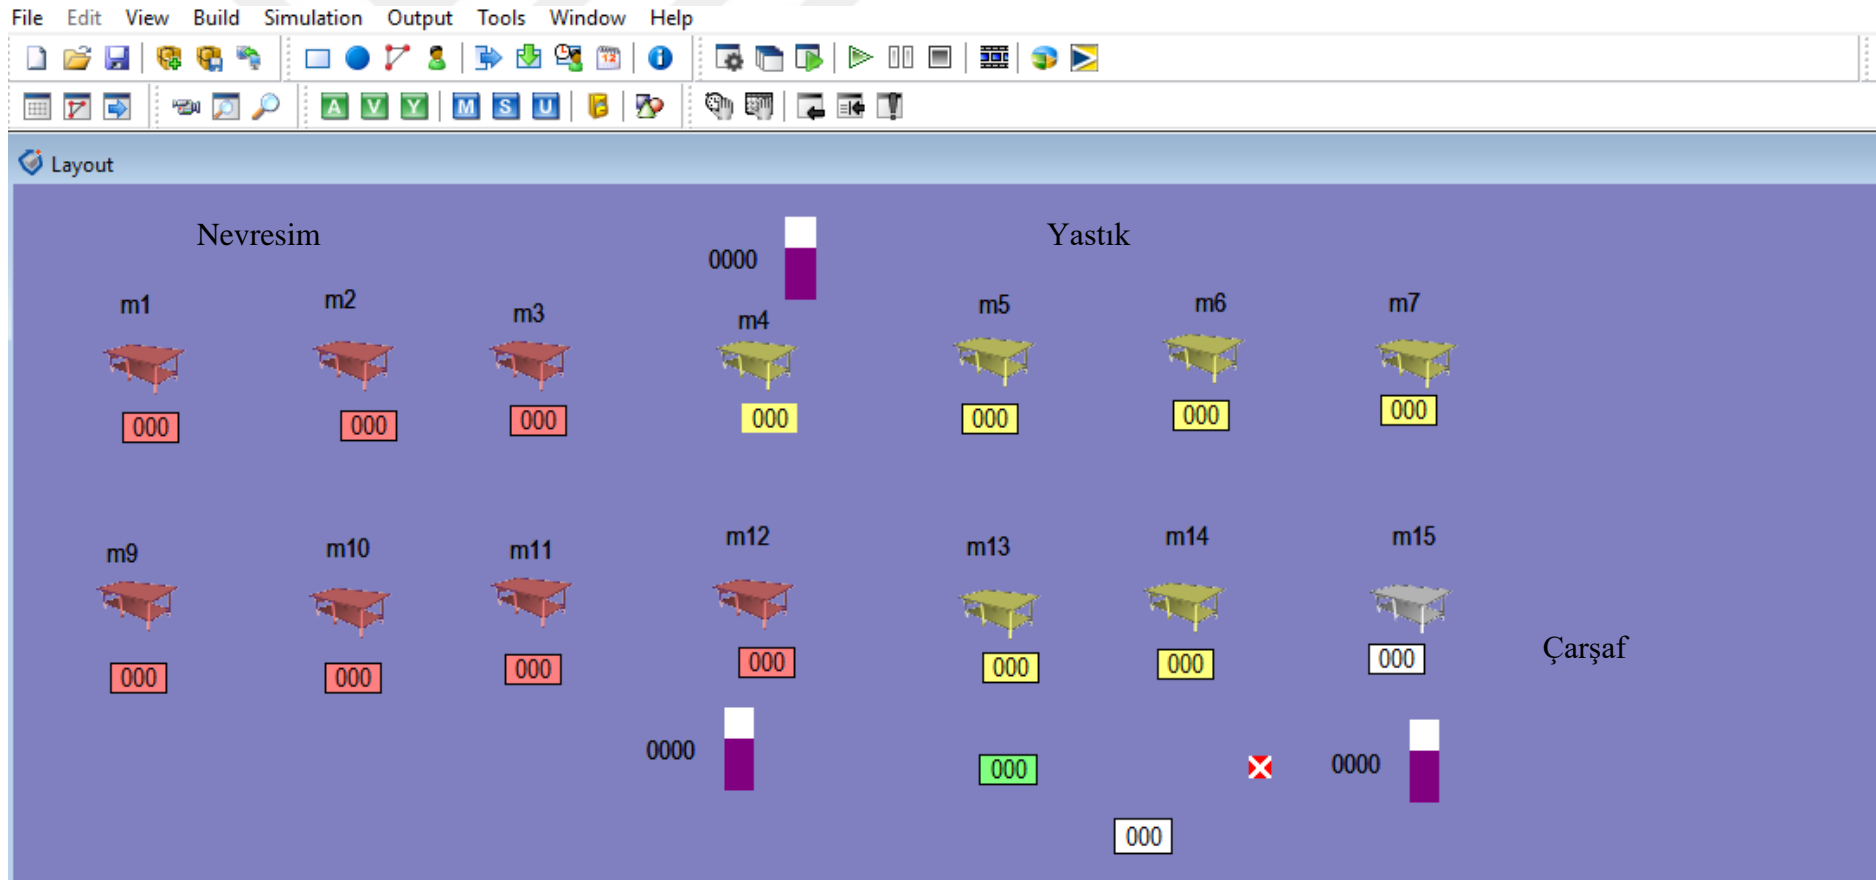 File Edit View Build Simulation Output Tools Window Help
12
A V Y M S U
Layout
Nevresim
Yastık
0000
m1 m2 m3 m4 m5 m6 m7
000 000 000 000 000 000 000
m9 m10 m11 m12 m13 m14 m15
Çarşaf
000 000 000 000 000 000 000
0000 000 0000
000